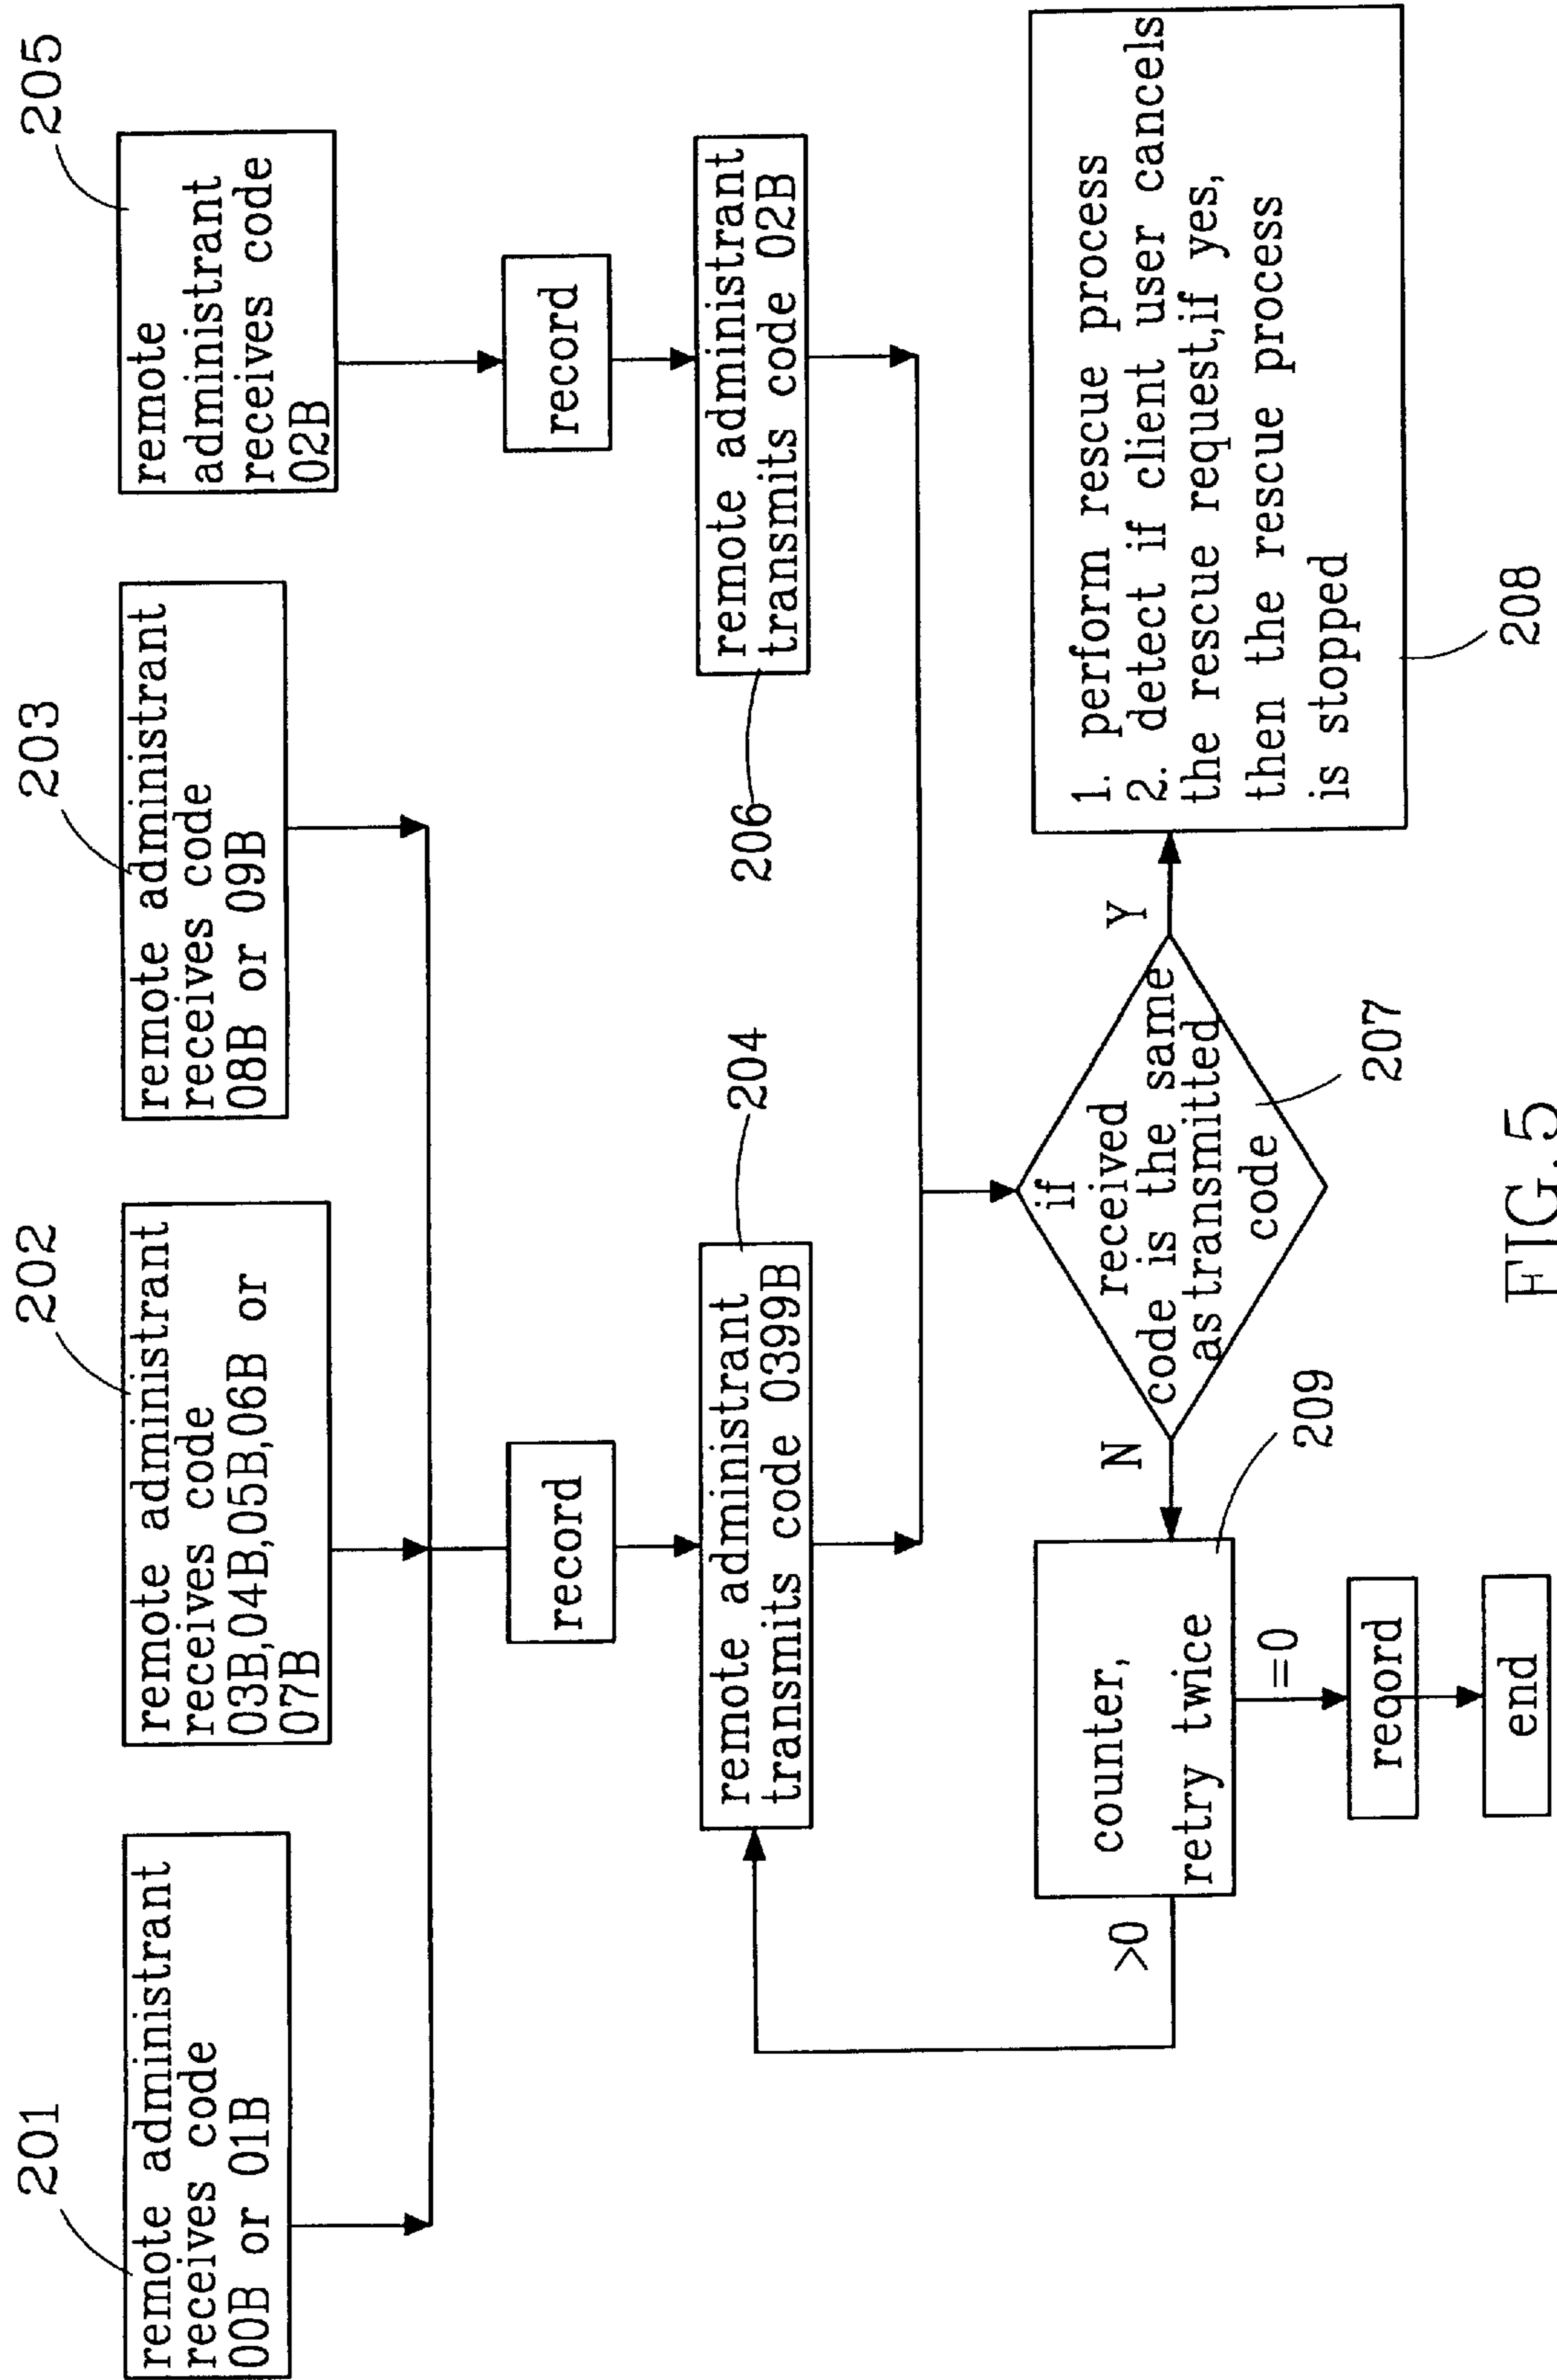 201
remote administrant
receives code
00B or 01B
202
remote administrant
receives code
03B,04B,05B,06B or
07B
203
remote administrant
receives code
08B or 09B
205
remote
administrant
receives code
02B
record
record
remote administrant
transmits code 0399B
204
remote administrant
transmits code 02B
206
if
received
code is the same
as transmitted
code
207
N
Y
counter,
retry twice
209
>0
=0
record
end
1. perform rescue process
2. detect if client user cancels
the rescue request,if yes,
then the rescue process
is stopped
208
FIG.5